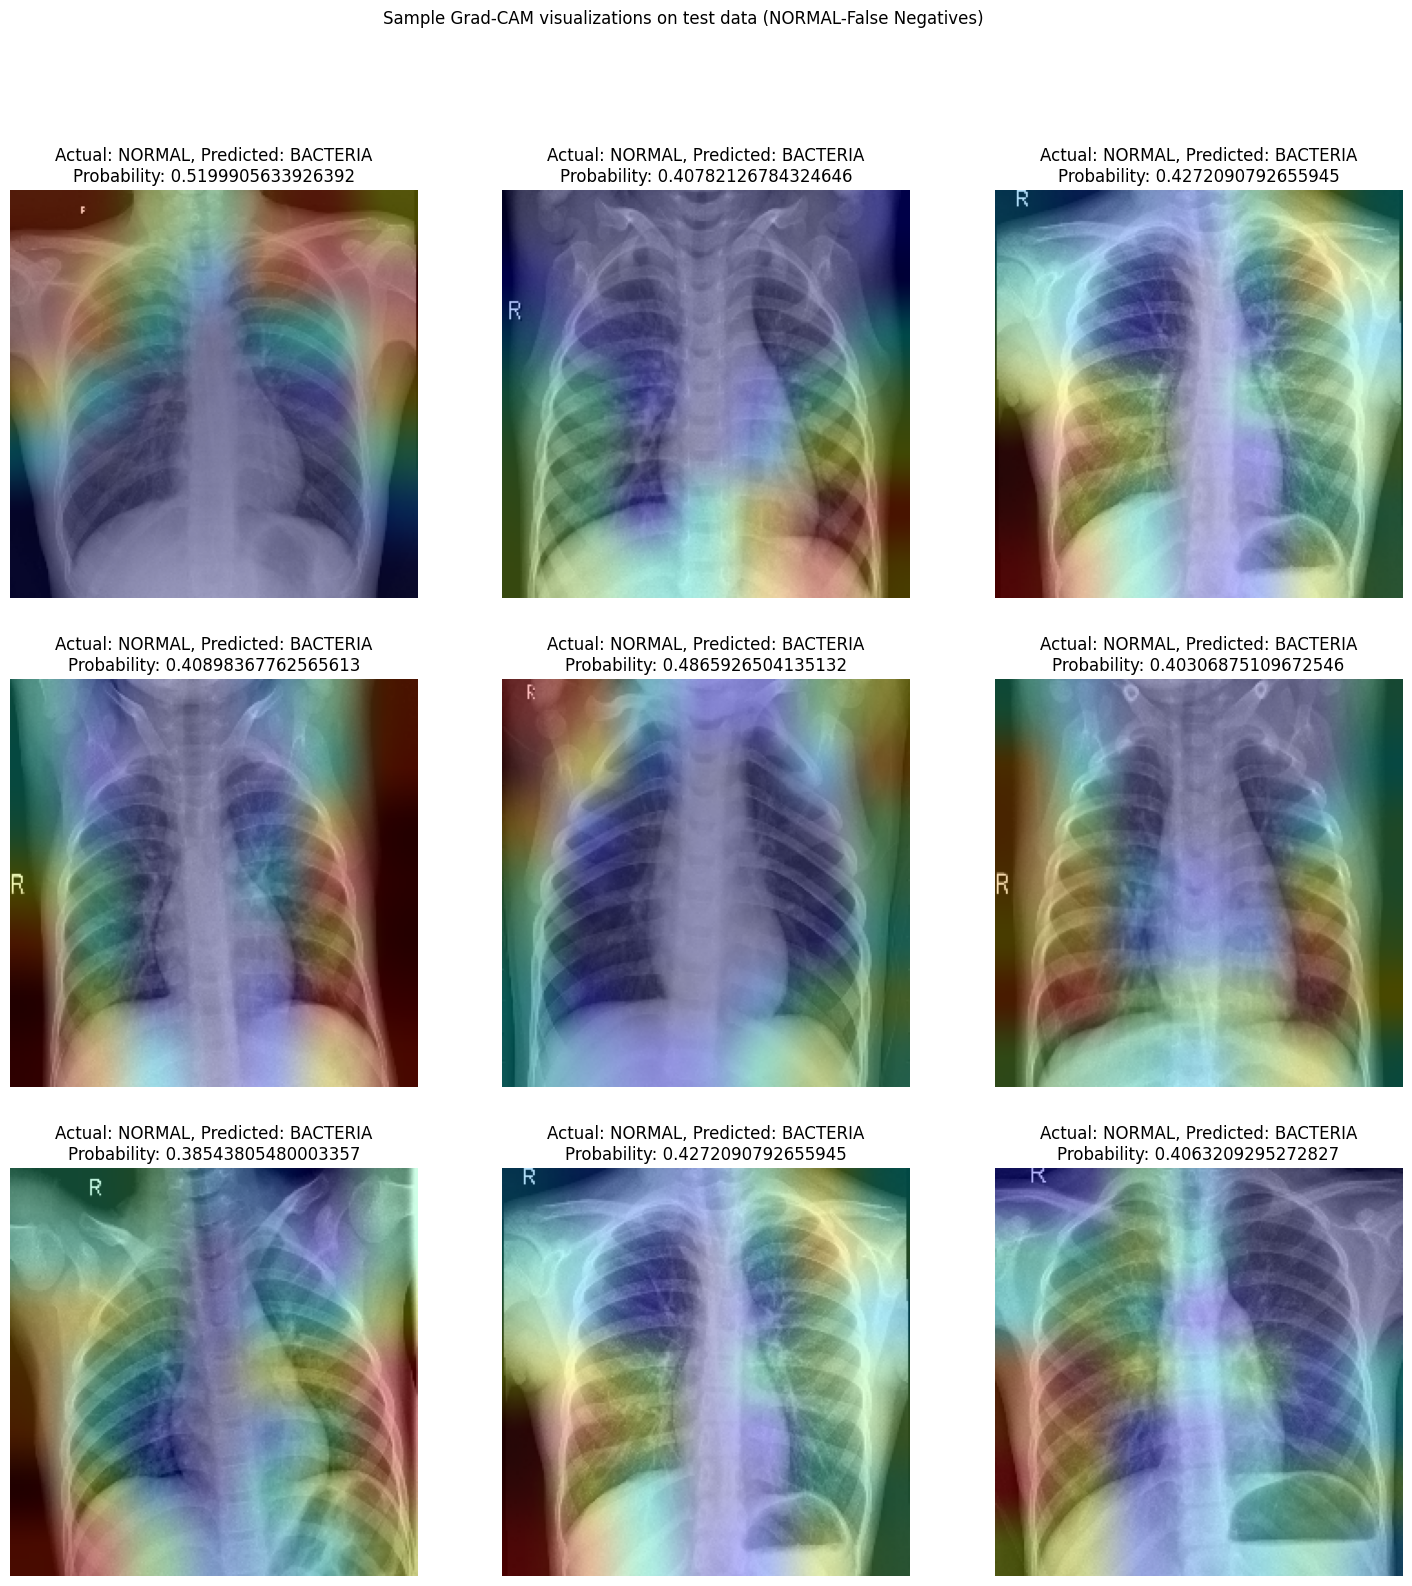 Sample Grad-CAM visualizations on test data (NORMAL-False Negatives)
Actual: NORMAL, Predicted: BACTERIA
Probability: 0.5199905633926392
Actual: NORMAL, Predicted: BACTERIA
Probability: 0.40782126784324646
Actual: NORMAL, Predicted: BACTERIA
Probability: 0.4272090792655945
R
R
Actual: NORMAL, Predicted: BACTERIA
Probability: 0.40898367762565613
Actual: NORMAL, Predicted: BACTERIA
Probability: 0.4865926504135132
Actual: NORMAL, Predicted: BACTERIA
Probability: 0.40306875109672546
R
R
R
Actual: NORMAL, Predicted: BACTERIA
Probability: 0.38543805480003357
Actual: NORMAL, Predicted: BACTERIA
Probability: 0.4272090792655945
Actual: NORMAL, Predicted: BACTERIA
Probability: 0.4063209295272827
R
R
R